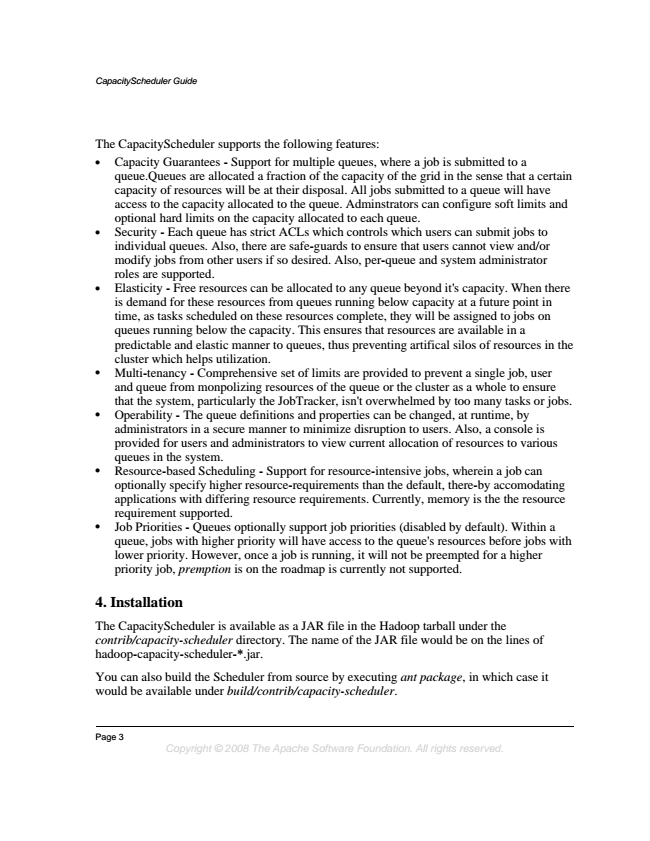 CapacityScheduler Guide
The CapacityScheduler supports the following features:
• Capacity Guarantees - Support for multiple queues, where a job is submitted to a
queue.Queues are allocated a fraction of the capacity of the grid in the sense that a certain
capacity of resources will be at their disposal. All jobs submitted to a queue will have
access to the capacity allocated to the queue. Adminstrators can configure soft limits and
optional hard limits on the capacity allocated to each queue.
• Security - Each queue has strict ACLs which controls which users can submit jobs to
individual queues. Also, there are safe-guards to ensure that users cannot view and/or
modify jobs from other users if so desired. Also, per-queue and system administrator
roles are supported.
• Elasticity - Free resources can be allocated to any queue beyond it's capacity. When there
is demand for these resources from queues running below capacity at a future point in
time, as tasks scheduled on these resources complete, they will be assigned to jobs on
queues running below the capacity. This ensures that resources are available in a
predictable and elastic manner to queues, thus preventing artifical silos of resources in the
cluster which helps utilization.
• Multi-tenancy - Comprehensive set of limits are provided to prevent a single job, user
and queue from monpolizing resources of the queue or the cluster as a whole to ensure
that the system, particularly the JobTracker, isn't overwhelmed by too many tasks or jobs.
• Operability - The queue definitions and properties can be changed, at runtime, by
administrators in a secure manner to minimize disruption to users. Also, a console is
provided for users and administrators to view current allocation of resources to various
queues in the system.
• Resource-based Scheduling - Support for resource-intensive jobs, wherein a job can
optionally specify higher resource-requirements than the default, there-by accomodating
applications with differing resource requirements. Currently, memory is the the resource
requirement supported.
• Job Priorities - Queues optionally support job priorities (disabled by default). Within a
queue, jobs with higher priority will have access to the queue's resources before jobs with
lower priority. However, once a job is running, it will not be preempted for a higher
priority job, premption is on the roadmap is currently not supported.
4. Installation
The CapacityScheduler is available as a JAR file in the Hadoop tarball under the
contrib/capacity-scheduler directory. The name of the JAR file would be on the lines of
hadoop-capacity-scheduler-*.jar.
You can also build the Scheduler from source by executing ant package, in which case it
would be available under build/contrib/capacity-scheduler.
Page 3
Copyright © 2008 The Apache Software Foundation. All rights reserved.